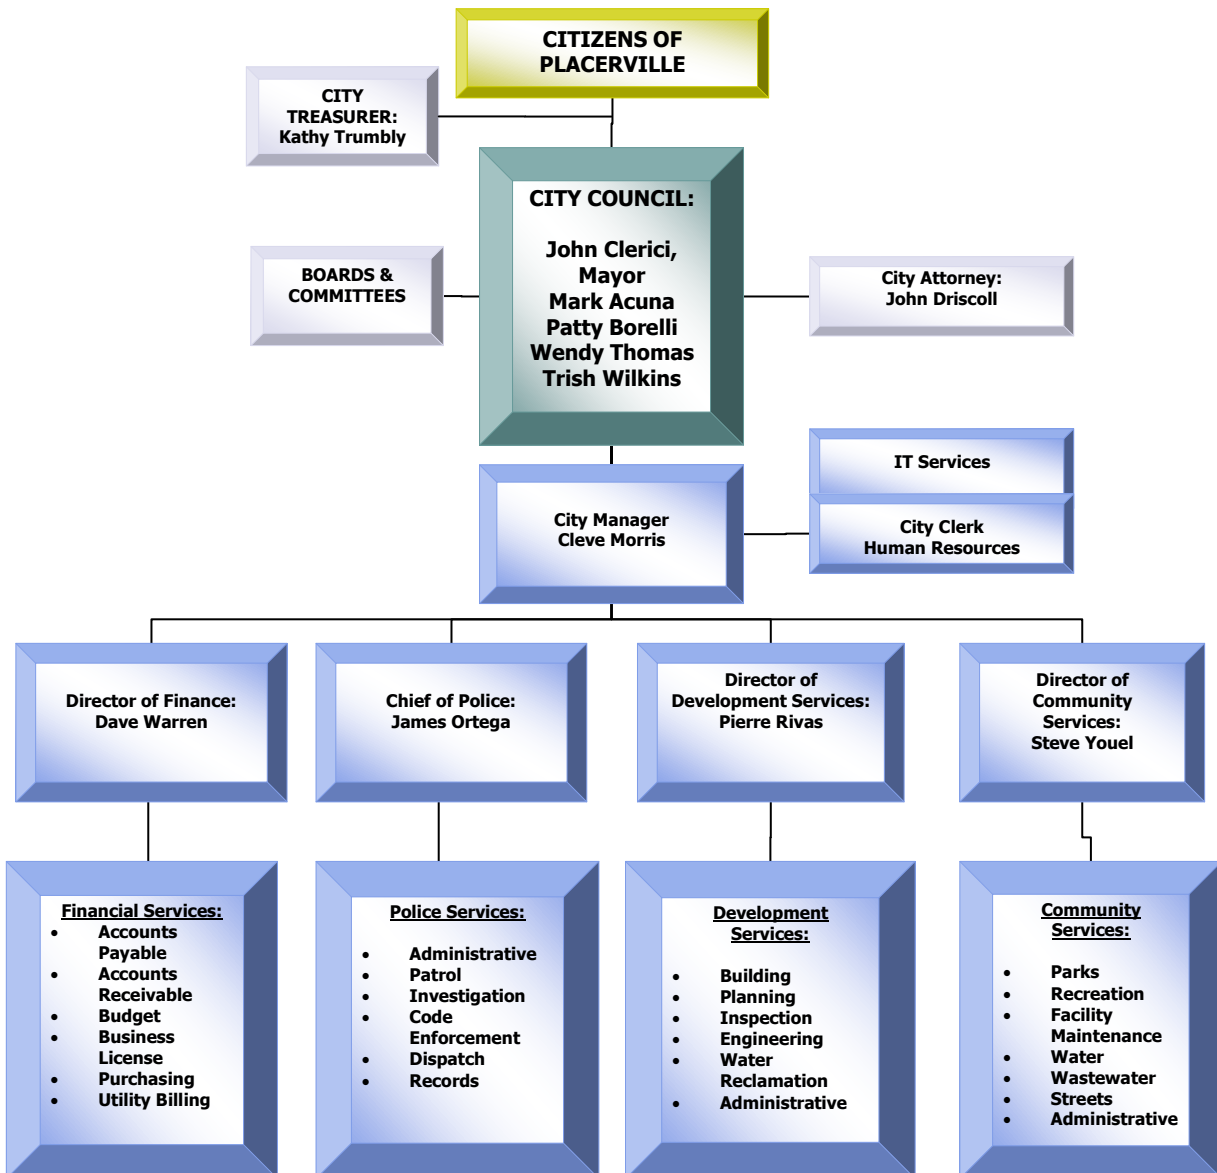 CITIZENS OF
PLACERVILLE
CITY
TREASURER:
Kathy Trumbly
CITY COUNCIL:
John Clerici,
Mayor
Mark Acuna
Patty Borelli
Wendy Thomas
Trish Wilkins
BOARDS &
COMMITTEES
City Attorney:
John Driscoll
IT Services
City Manager
Cleve Morris
City Clerk
Human Resources
Director of Finance:
Dave Warren
Chief of Police:
James Ortega
Director of
Development Services:
Pierre Rivas
Director of
Community
Services:
Steve Youel
Financial Services:
• Accounts
Payable
• Accounts
Receivable
• Budget
• Business
License
• Purchasing
• Utility Billing
Police Services:
• Administrative
• Patrol
• Investigation
• Code
Enforcement
• Dispatch
• Records
Development
Services:
• Building
• Planning
• Inspection
• Engineering
• Water
Reclamation
• Administrative
Community
Services:
• Parks
• Recreation
• Facility
Maintenance
• Water
• Wastewater
• Streets
• Administrative